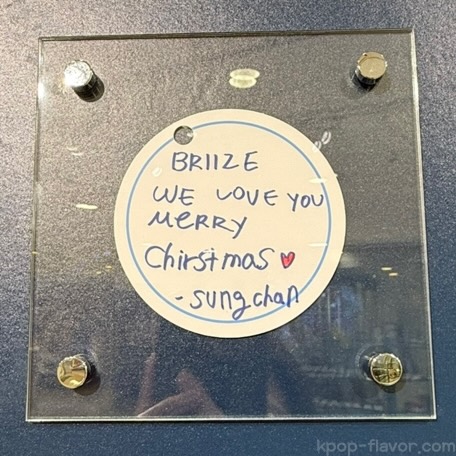 BRIIZE
WE LOVE YOU
MERRY
Chirstmas ♥
- sungchan
kpop-flavor.com